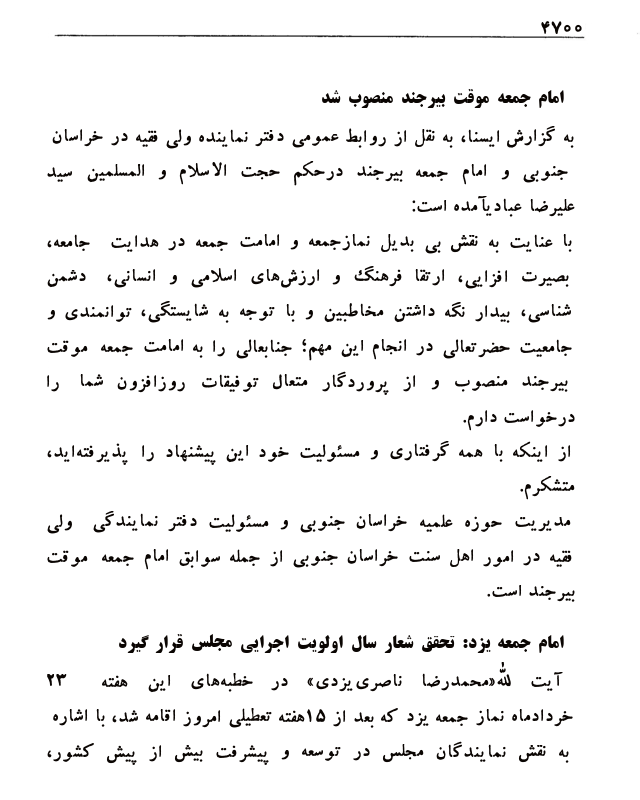 ۴۷۰۰
امام جمعه موقت بیرجند منصوب شد
به گزارش ایسنا، به نقل از روابط عمومی دفتر نماینده ولی فقیه در خراسان
جنوبی و امام جمعه بیرجند درحکم حجت الاسلام و المسلمین سید
علیرضا عبادیآمده است:
با عنایت به نقش بی بدیل نمازجمعه و امامت جمعه در هدایت جامعه،
بصیرت افزایی، ارتقا فرهنگ و ارزش‌های اسلامی و انسانی، دشمن
شناسی، بیدار نگه داشتن مخاطبین و با توجه به شایستگی، توانمندی و
جامعیت حضرتعالی در انجام این مهم؛ جنابعالی را به امامت جمعه موقت
بیرجند منصوب و از پروردگار متعال توفیقات روزافزون شما را
درخواست دارم.
از اینکه با همه گرفتاری و مسئولیت خود این پیشنهاد را پذیرفته‌اید،
متشکرم.
مدیریت حوزه علمیه خراسان جنوبی و مسئولیت دفتر نمایندگی ولی
فقیه در امور اهل سنت خراسان جنوبی از جمله سوابق امام جمعه موقت
بیرجند است.
امام جمعه یزد: تحقق شعار سال اولویت اجرایی مجلس قرار گیرد
آیت لله«محمدرضا ناصری‌یزدی» در خطبه‌های این هفته ۲۳
خردادماه نماز جمعه یزد که بعد از ۱۵هفته تعطیلی امروز اقامه شد، با اشاره
به نقش نمایندگان مجلس در توسعه و پیشرفت بیش از پیش کشور،